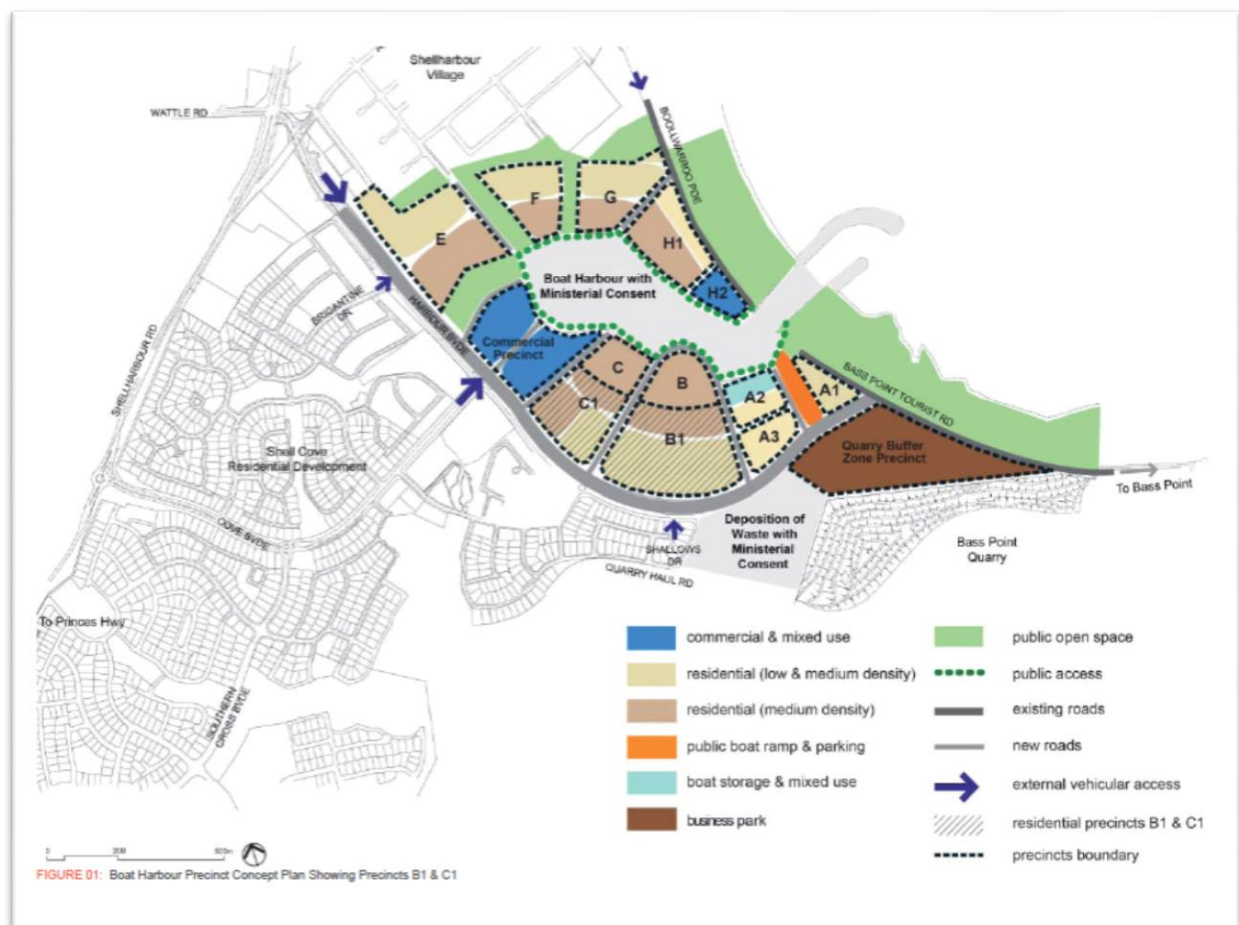 Shellharbour
Village
WATTLE RD
BOOLLWARROO PDE
SHELLHARBOUR RD
BRIGANTINE
DR
HARBOUR BVDE
E
F
G
H1
H2
Boat Harbour with
Ministerial Consent
Commercial
Precinct
C
C1
B
B1
A2
A1
A3
BASS POINT TOURIST RD
Quarry Buffer
Zone Precinct
To Bass Point
Shell Cove
Residential Development
COVE BVDE
Deposition of
Waste with
Ministerial
Consent
Bass Point
Quarry
SHALLOWS
DR
QUARRY HAUL RD
To Princes Hwy
SOUTHERN
CROSS BVDE
commercial & mixed use
residential (low & medium density)
residential (medium density)
public boat ramp & parking
boat storage & mixed use
business park
public open space
public access
existing roads
new roads
external vehicular access
residential precincts B1 & C1
precincts boundary
0
FIGURE 01: Boat Harbour Precinct Concept Plan Showing Precincts B1 & C1